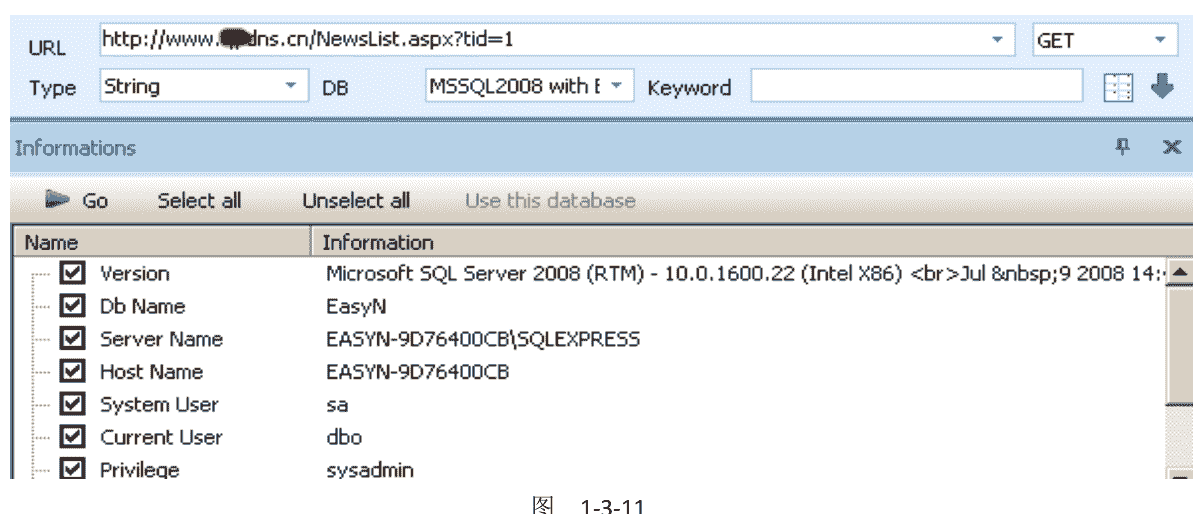 URL http://www. dns.cn/NewsList.aspx?tid=1 GET
Type String DB MSSQL2008 with E Keyword
Informations
Go Select all Unselect all Use this database
Name Information
Version Microsoft SQL Server 2008 (RTM) - 10.0.1600.22 (Intel X86) <br>Jul &nbsp;9 2008 14:
Db Name EasyN
Server Name EASYN-9D76400CB\SQLEXPRESS
Host Name EASYN-9D76400CB
System User sa
Current User dbo
Privilege sysadmin
图 1-3-11